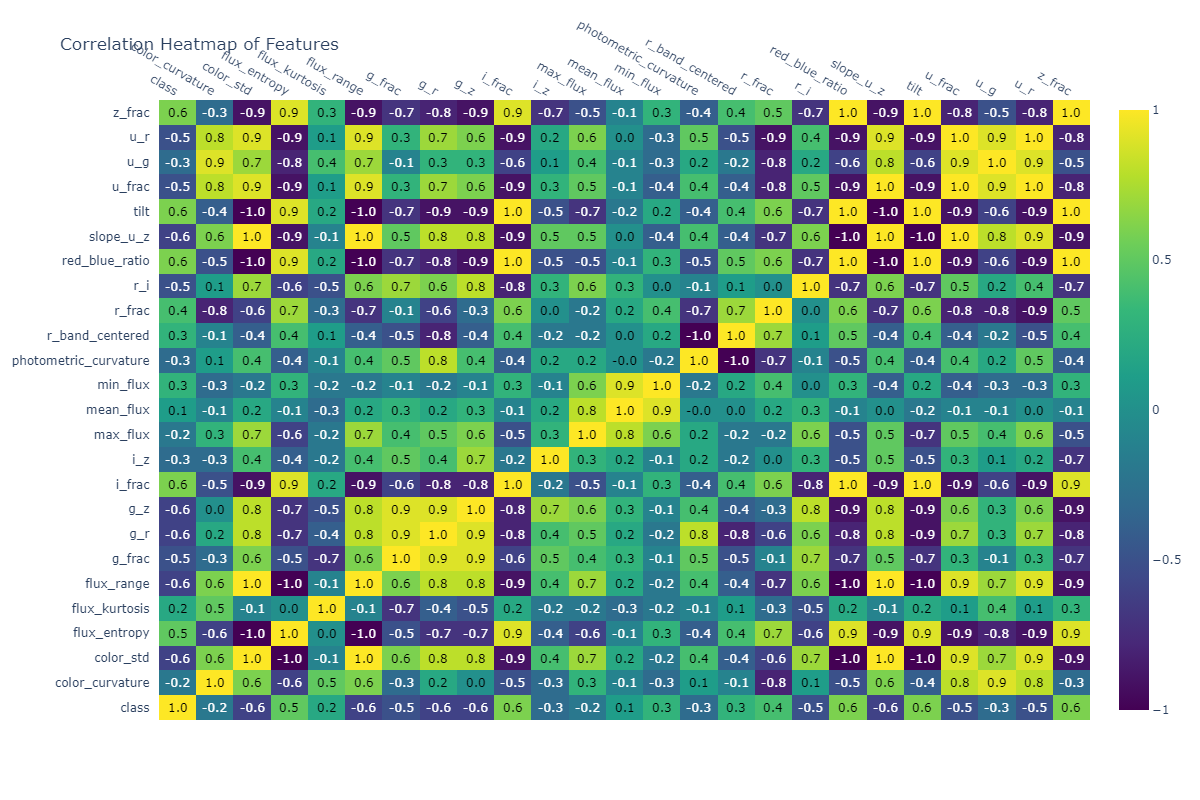 Correlation Heatmap of Features
class color_curvature color_std flux_entropy flux_kurtosis flux_range g_frac g_r g_z i_frac i_z max_flux mean_flux min_flux photometric_curvature r_band_centered r_frac r_i red_blue_ratio slope_u_z tilt u_frac u_g u_r z_frac
z_frac 0.6 -0.3 -0.9 0.9 0.3 -0.9 -0.7 -0.8 -0.9 0.9 -0.7 -0.5 -0.1 0.3 -0.4 0.4 0.5 -0.7 1.0 -0.9 1.0 -0.8 -0.5 -0.8 1.0
1
u_r -0.5 0.8 0.9 -0.9 0.1 0.9 0.3 0.7 0.6 -0.9 0.2 0.6 0.0 -0.3 0.5 -0.5 -0.9 0.4 -0.9 0.9 -0.9 1.0 0.9 1.0 -0.8
u_g -0.3 0.9 0.7 -0.8 0.4 0.7 -0.1 0.3 0.3 -0.6 0.1 0.4 -0.1 -0.3 0.2 -0.2 -0.8 0.2 -0.6 0.8 -0.6 0.9 1.0 0.9 -0.5
u_frac -0.5 0.8 0.9 -0.9 0.1 0.9 0.3 0.7 0.6 -0.9 0.3 0.5 -0.1 -0.4 0.4 -0.4 -0.8 0.5 -0.9 1.0 -0.9 1.0 0.9 1.0 -0.8
tilt 0.6 -0.4 -1.0 0.9 0.2 -1.0 -0.7 -0.9 -0.9 1.0 -0.5 -0.7 -0.2 0.2 -0.4 0.4 0.6 -0.7 1.0 -1.0 1.0 -0.9 -0.6 -0.9 1.0
slope_u_z -0.6 0.6 1.0 -0.9 -0.1 1.0 0.5 0.8 0.8 -0.9 0.5 0.5 0.0 -0.4 0.4 -0.4 -0.7 0.6 -1.0 1.0 -1.0 1.0 0.8 0.9 -0.9
red_blue_ratio 0.6 -0.5 -1.0 0.9 0.2 -1.0 -0.7 -0.8 -0.9 1.0 -0.5 -0.5 -0.1 0.3 -0.5 0.5 0.6 -0.7 1.0 -1.0 1.0 -0.9 -0.6 -0.9 1.0
0.5
r_i -0.5 0.1 0.7 -0.6 -0.5 0.6 0.7 0.6 0.8 -0.8 0.3 0.6 0.3 0.0 -0.1 0.1 0.0 1.0 -0.7 0.6 -0.7 0.5 0.2 0.4 -0.7
r_frac 0.4 -0.8 -0.6 0.7 -0.3 -0.7 -0.1 -0.6 -0.3 0.6 0.0 -0.2 0.2 0.4 -0.7 0.7 1.0 0.0 0.6 -0.7 0.6 -0.8 -0.8 -0.9 0.5
r_band_centered 0.3 -0.1 -0.4 0.4 0.1 -0.4 -0.5 -0.8 -0.4 0.4 -0.2 -0.2 0.0 0.2 -1.0 1.0 0.7 0.1 0.5 -0.4 0.4 -0.4 -0.2 -0.5 0.4
photometric_curvature -0.3 0.1 0.4 -0.4 -0.1 0.4 0.5 0.8 0.4 -0.4 0.2 0.2 -0.0 -0.2 1.0 -1.0 -0.7 -0.1 -0.5 0.4 -0.4 0.4 0.2 0.5 -0.4
min_flux 0.3 -0.3 -0.2 0.3 -0.2 -0.2 -0.1 -0.2 -0.1 0.3 -0.1 0.6 0.9 1.0 -0.2 0.2 0.4 0.0 0.3 -0.4 0.2 -0.4 -0.3 -0.3 0.3
mean_flux 0.1 -0.1 0.2 -0.1 -0.3 0.2 0.3 0.2 0.3 -0.1 0.2 0.8 1.0 0.9 -0.0 0.0 0.2 0.3 -0.1 0.0 -0.2 -0.1 -0.1 0.0 -0.1
0
max_flux -0.2 0.3 0.7 -0.6 -0.2 0.7 0.4 0.5 0.6 -0.5 0.3 1.0 0.8 0.6 0.2 -0.2 -0.2 0.6 -0.5 0.5 -0.7 0.5 0.4 0.6 -0.5
i_z -0.3 -0.3 0.4 -0.4 -0.2 0.4 0.5 0.4 0.7 -0.2 1.0 0.3 0.2 -0.1 0.2 -0.2 0.0 0.3 -0.5 0.5 -0.5 0.3 0.1 0.2 -0.7
i_frac 0.6 -0.5 -0.9 0.9 0.2 -0.9 -0.6 -0.8 -0.8 1.0 -0.2 -0.5 -0.1 0.3 -0.4 0.4 0.6 -0.8 1.0 -0.9 1.0 -0.9 -0.6 -0.9 0.9
g_z -0.6 0.0 0.8 -0.7 -0.5 0.8 0.9 0.9 1.0 -0.8 0.7 0.6 0.3 -0.1 0.4 -0.4 -0.3 0.8 -0.9 0.8 -0.9 0.6 0.3 0.6 -0.9
g_r -0.6 0.2 0.8 -0.7 -0.4 0.8 0.9 1.0 0.9 -0.8 0.4 0.5 0.2 -0.2 0.8 -0.8 -0.6 0.6 -0.8 0.8 -0.9 0.7 0.3 0.7 -0.8
g_frac -0.5 -0.3 0.6 -0.5 -0.7 0.6 1.0 0.9 0.9 -0.6 0.5 0.4 0.3 -0.1 0.5 -0.5 -0.1 0.7 -0.7 0.5 -0.7 0.3 -0.1 0.3 -0.7
−0.5
flux_range -0.6 0.6 1.0 -1.0 -0.1 1.0 0.6 0.8 0.8 -0.9 0.4 0.7 0.2 -0.2 0.4 -0.4 -0.7 0.6 -1.0 1.0 -1.0 0.9 0.7 0.9 -0.9
flux_kurtosis 0.2 0.5 -0.1 0.0 1.0 -0.1 -0.7 -0.4 -0.5 0.2 -0.2 -0.2 -0.3 -0.2 -0.1 0.1 -0.3 -0.5 0.2 -0.1 0.2 0.1 0.4 0.1 0.3
flux_entropy 0.5 -0.6 -1.0 1.0 0.0 -1.0 -0.5 -0.7 -0.7 0.9 -0.4 -0.6 -0.1 0.3 -0.4 0.4 0.7 -0.6 0.9 -0.9 0.9 -0.9 -0.8 -0.9 0.9
color_std -0.6 0.6 1.0 -1.0 -0.1 1.0 0.6 0.8 0.8 -0.9 0.4 0.7 0.2 -0.2 0.4 -0.4 -0.6 0.7 -1.0 1.0 -1.0 0.9 0.7 0.9 -0.9
color_curvature -0.2 1.0 0.6 -0.6 0.5 0.6 -0.3 0.2 0.0 -0.5 -0.3 0.3 -0.1 -0.3 0.1 -0.1 -0.8 0.1 -0.5 0.6 -0.4 0.8 0.9 0.8 -0.3
class 1.0 -0.2 -0.6 0.5 0.2 -0.6 -0.5 -0.6 -0.6 0.6 -0.3 -0.2 0.1 0.3 -0.3 0.3 0.4 -0.5 0.6 -0.6 0.6 -0.5 -0.3 -0.5 0.6
−1